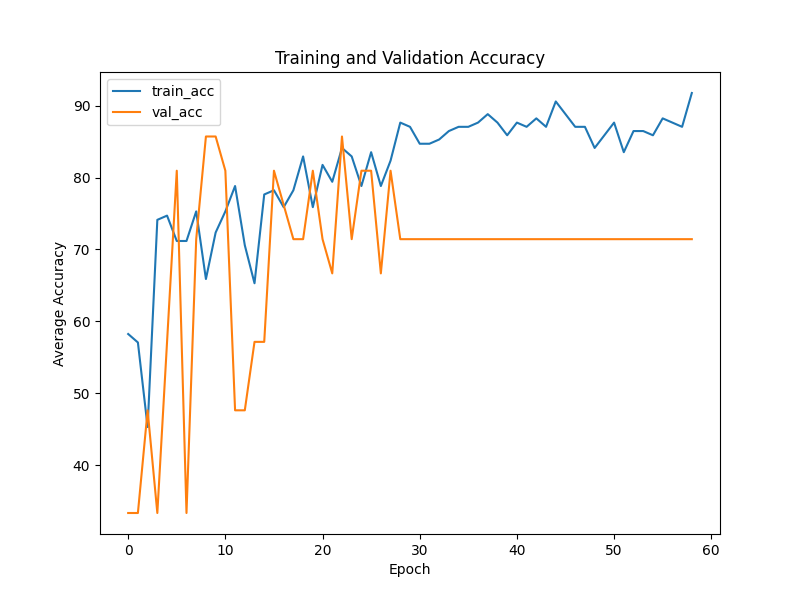 Training and Validation Accuracy
train_acc
val_acc
90
80
70
60
50
40
Average Accuracy
0 10 20 30 40 50 60
Epoch